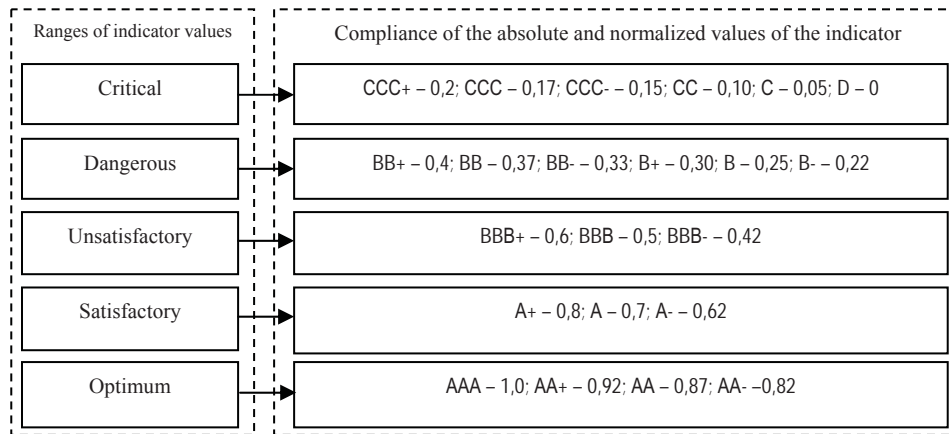 Ranges of indicator values
Compliance of the absolute and normalized values of the indicator
Critical
CCC+ – 0,2; CCC – 0,17; CCC- – 0,15; CC – 0,10; C – 0,05; D – 0
Dangerous
BB+ – 0,4; BB – 0,37; BB- – 0,33; B+ – 0,30; B – 0,25; B- – 0,22
Unsatisfactory
BBB+ – 0,6; BBB – 0,5; BBB- – 0,42
Satisfactory
A+ – 0,8; A – 0,7; A- – 0,62
Optimum
AAA – 1,0; AA+ – 0,92; AA – 0,87; AA- –0,82